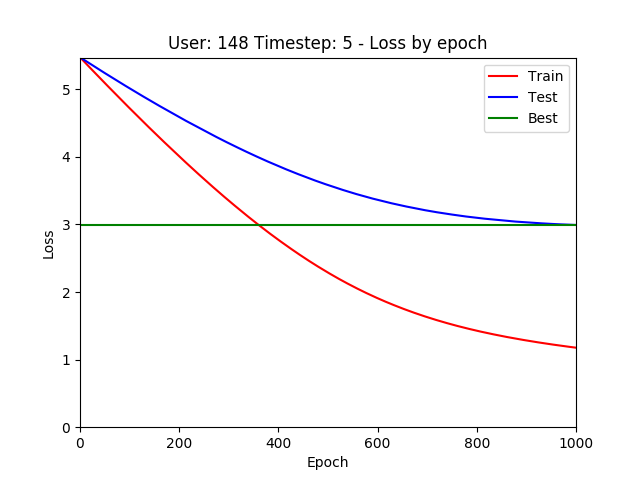 User: 148 Timestep: 5 - Loss by epoch
Train
Test
Best
5
4
3
2
1
0
Loss
0 200 400 600 800 1000
Epoch